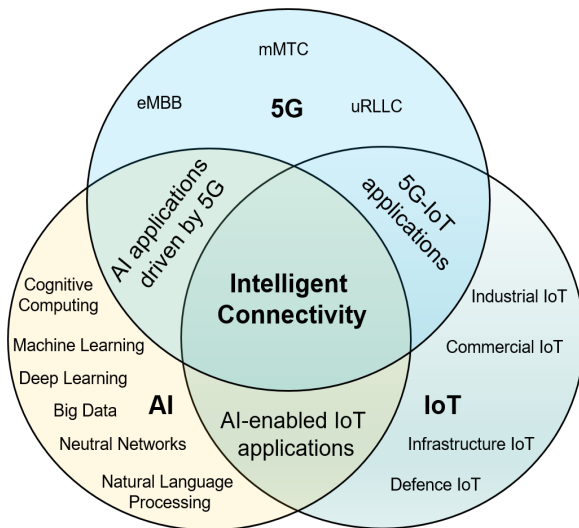 mMTC
eMBB
5G
uRLLC
AI applications
driven by 5G
5G-IoT
applications
Intelligent
Connectivity
Cognitive
Computing
Machine Learning
Deep Learning
Big Data
AI
Neutral Networks
Natural Language
Processing
AI-enabled IoT
applications
Industrial IoT
Commercial IoT
IoT
Infrastructure IoT
Defence IoT